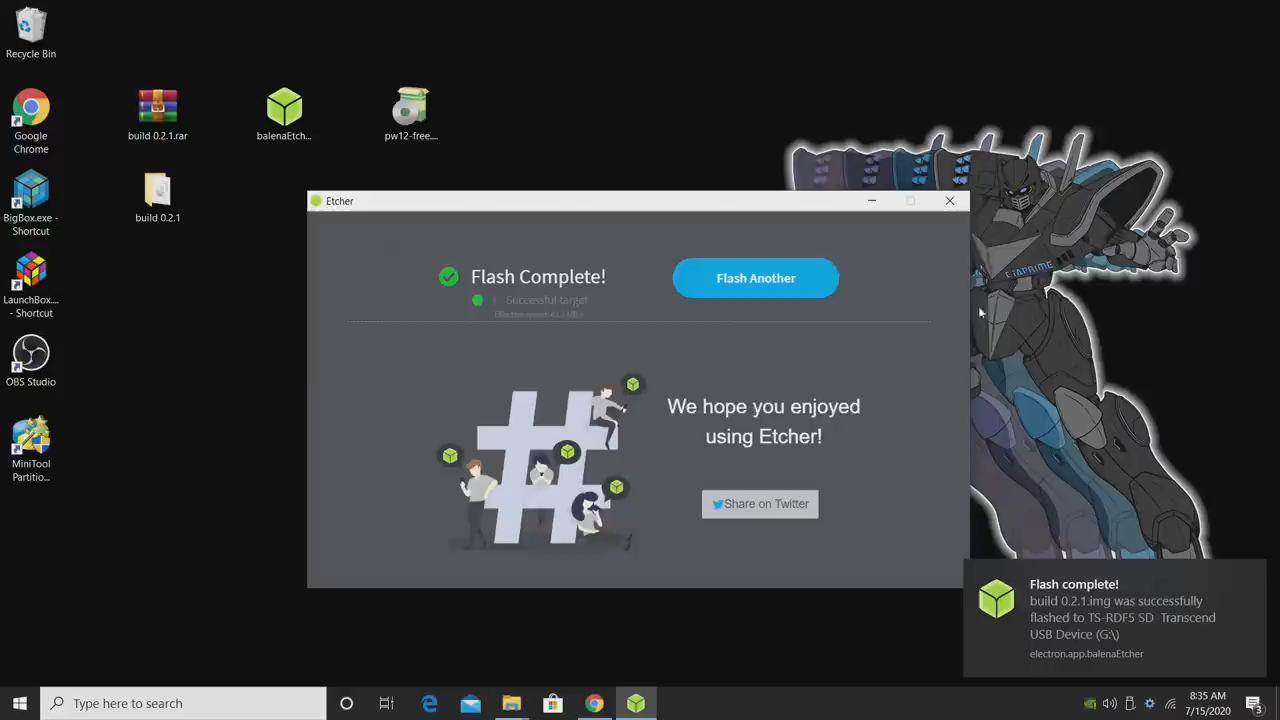 Recycle Bin
Google
Chrome
build 0.2.1.rar
balenaEtch...
pw12-free....
BigBox.exe -
Shortcut
build 0.2.1
LaunchBox....
- Shortcut
OBS Studio
MiniTool
Partitio...
Etcher
Flash Complete!
Flash Another
1 Successful target
We hope you enjoyed
using Etcher!
Share on Twitter
ETAPRIME
Flash complete!
build 0.2.1.img was successfully
flashed to TS-RDF5 SD Transcend
USB Device (G:\)
electron.app.balenaEtcher
Type here to search
8:35 AM
7/15/2020
3